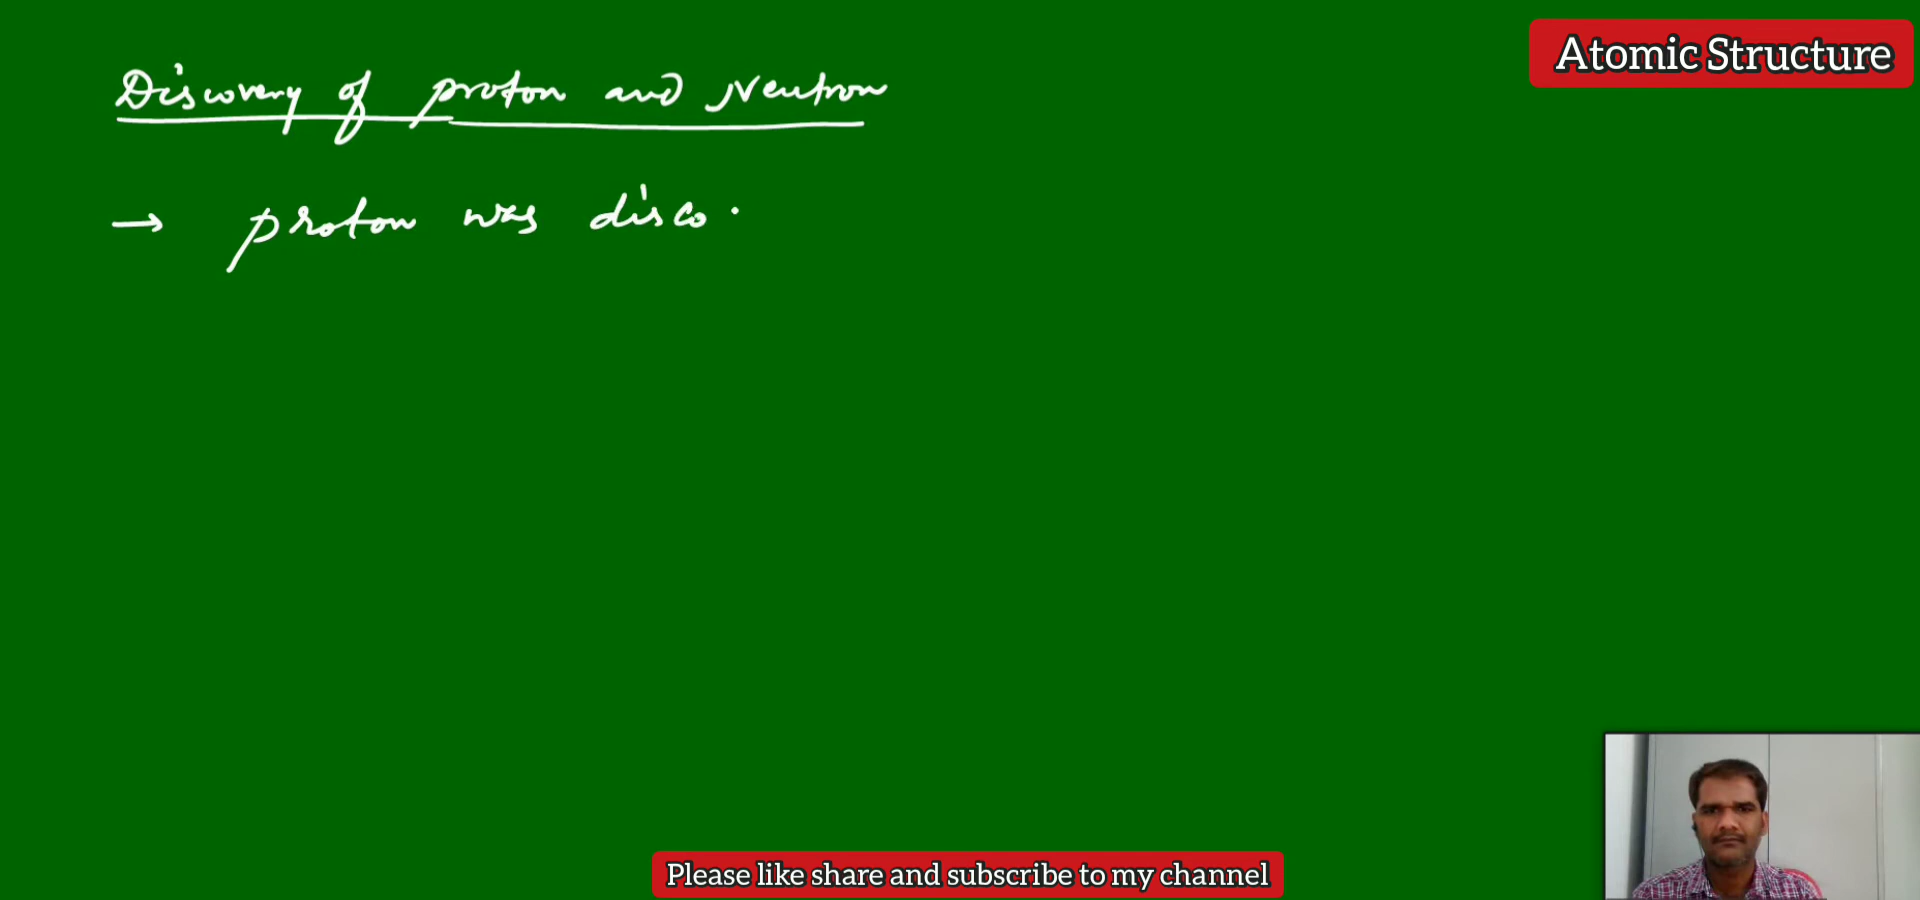 Atomic Structure
Discovery of proton and Neutron
→ proton was disco
Please like share and subscribe to my channel